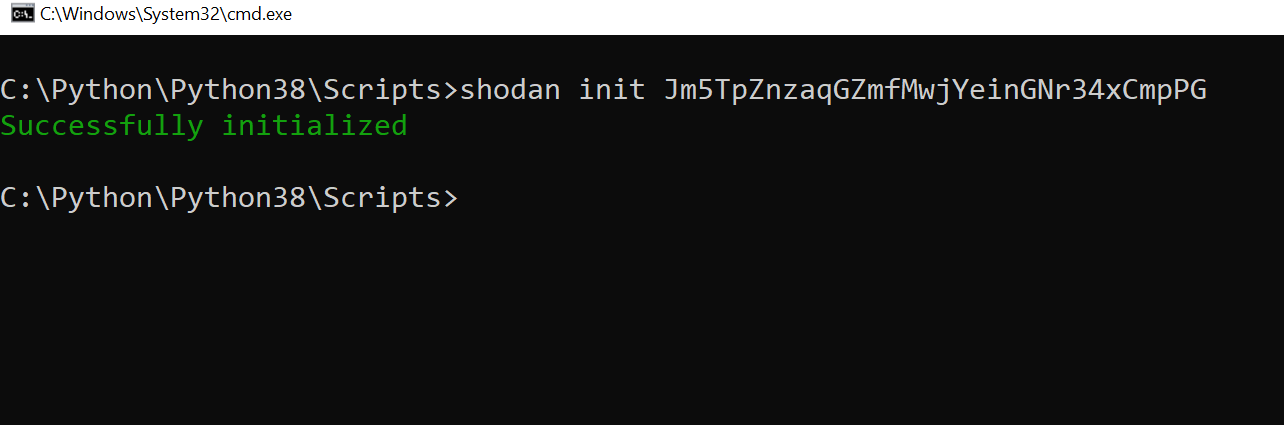 C:\Windows\System32\cmd.exe
C:\Python\Python38\Scripts>shodan init Jm5TpZnzaqGZmfMwjYeinGNr34xCmpPG
Successfully initialized
C:\Python\Python38\Scripts>